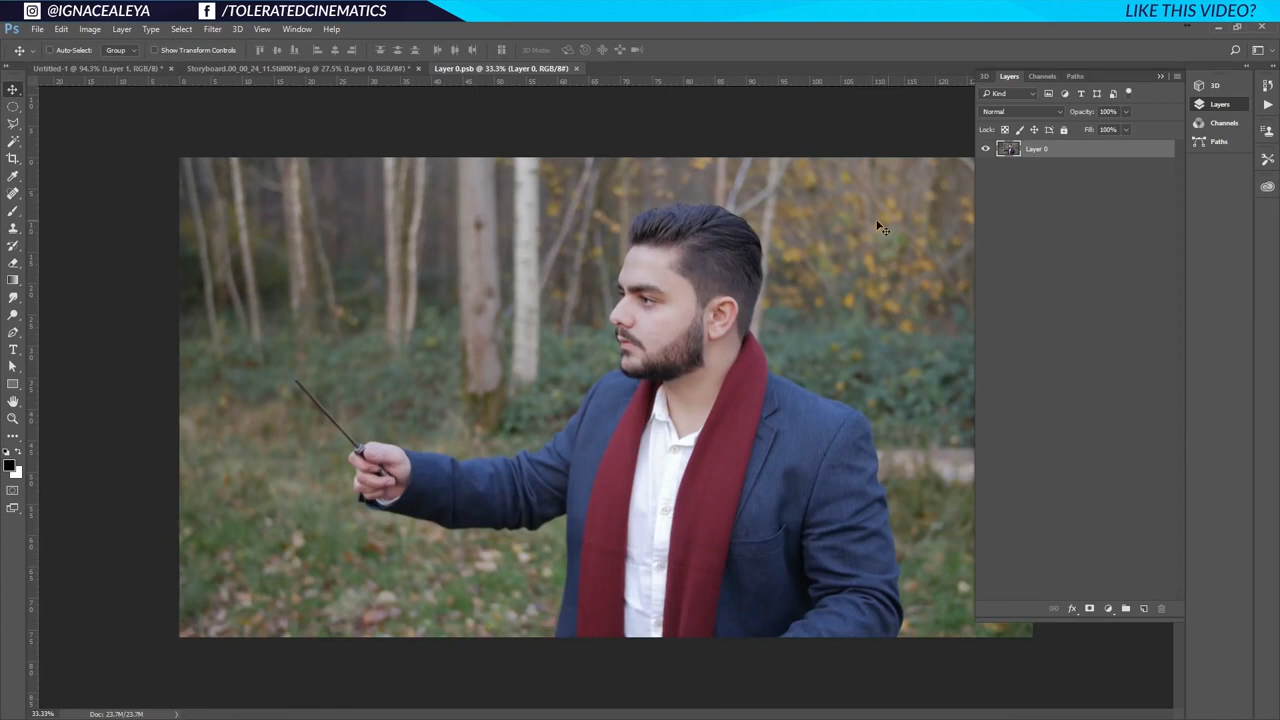 @IGNACEALEYA
/TOLERATEDCINEMATICS
LIKE THIS VIDEO?
Ps File Edit Image Layer Type Select Filter 3D View Window Help
Auto-Select: Group Show Transform Controls 3D Mode:
Untitled-1 @ 94.3% (Layer 1, RGB/8) * × Storyboard.00_00_24_11.Still001.jpg @ 27.5% (Layer 0, RGB/8#) * × Layer 0.psb @ 33.3% (Layer 0, RGB/8#) ×
3D Layers Channels Paths
Kind
Normal Opacity: 100%
Lock: Fill: 100%
Layer 0
3D
Layers
Channels
Paths
33.33% Doc: 23.7M/23.7M